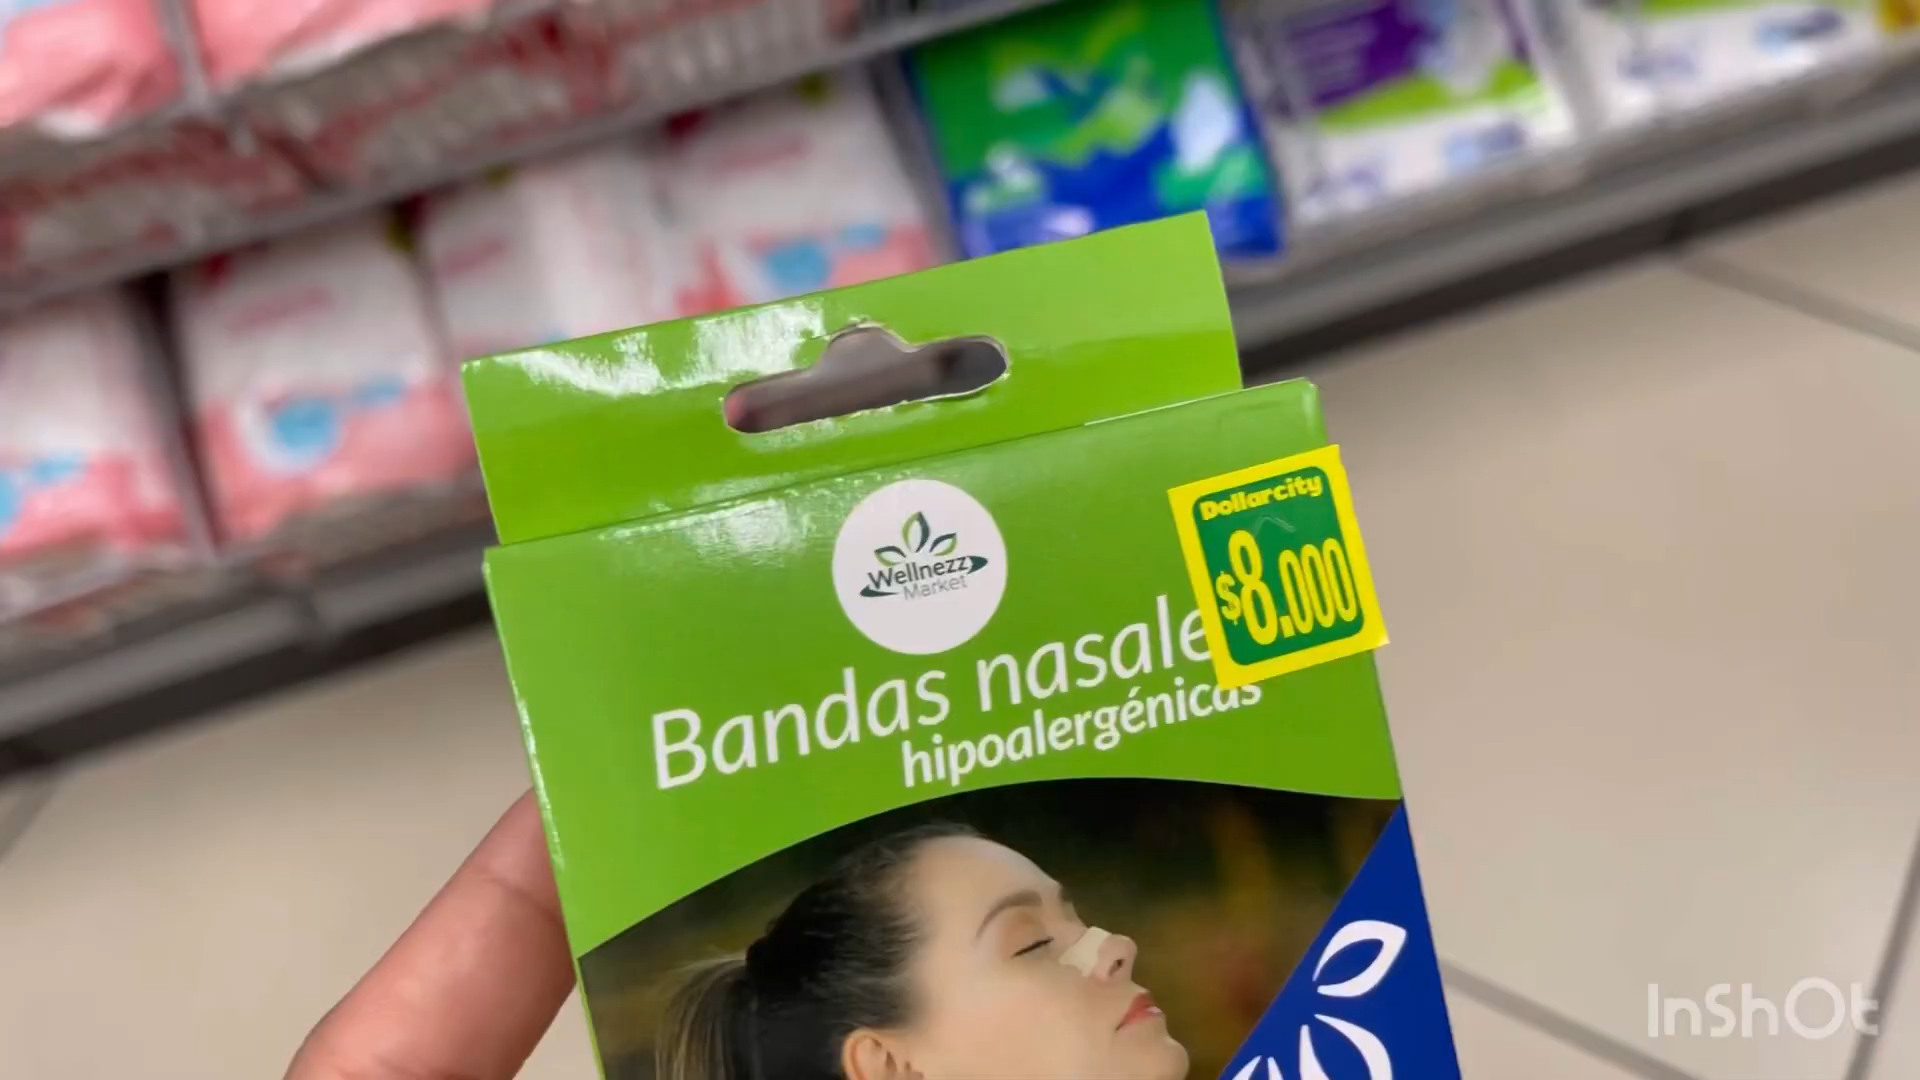 Dollarcity
$8.000
Wellnezz
Market
Bandas nasale
hipoalergénicas
InShOt